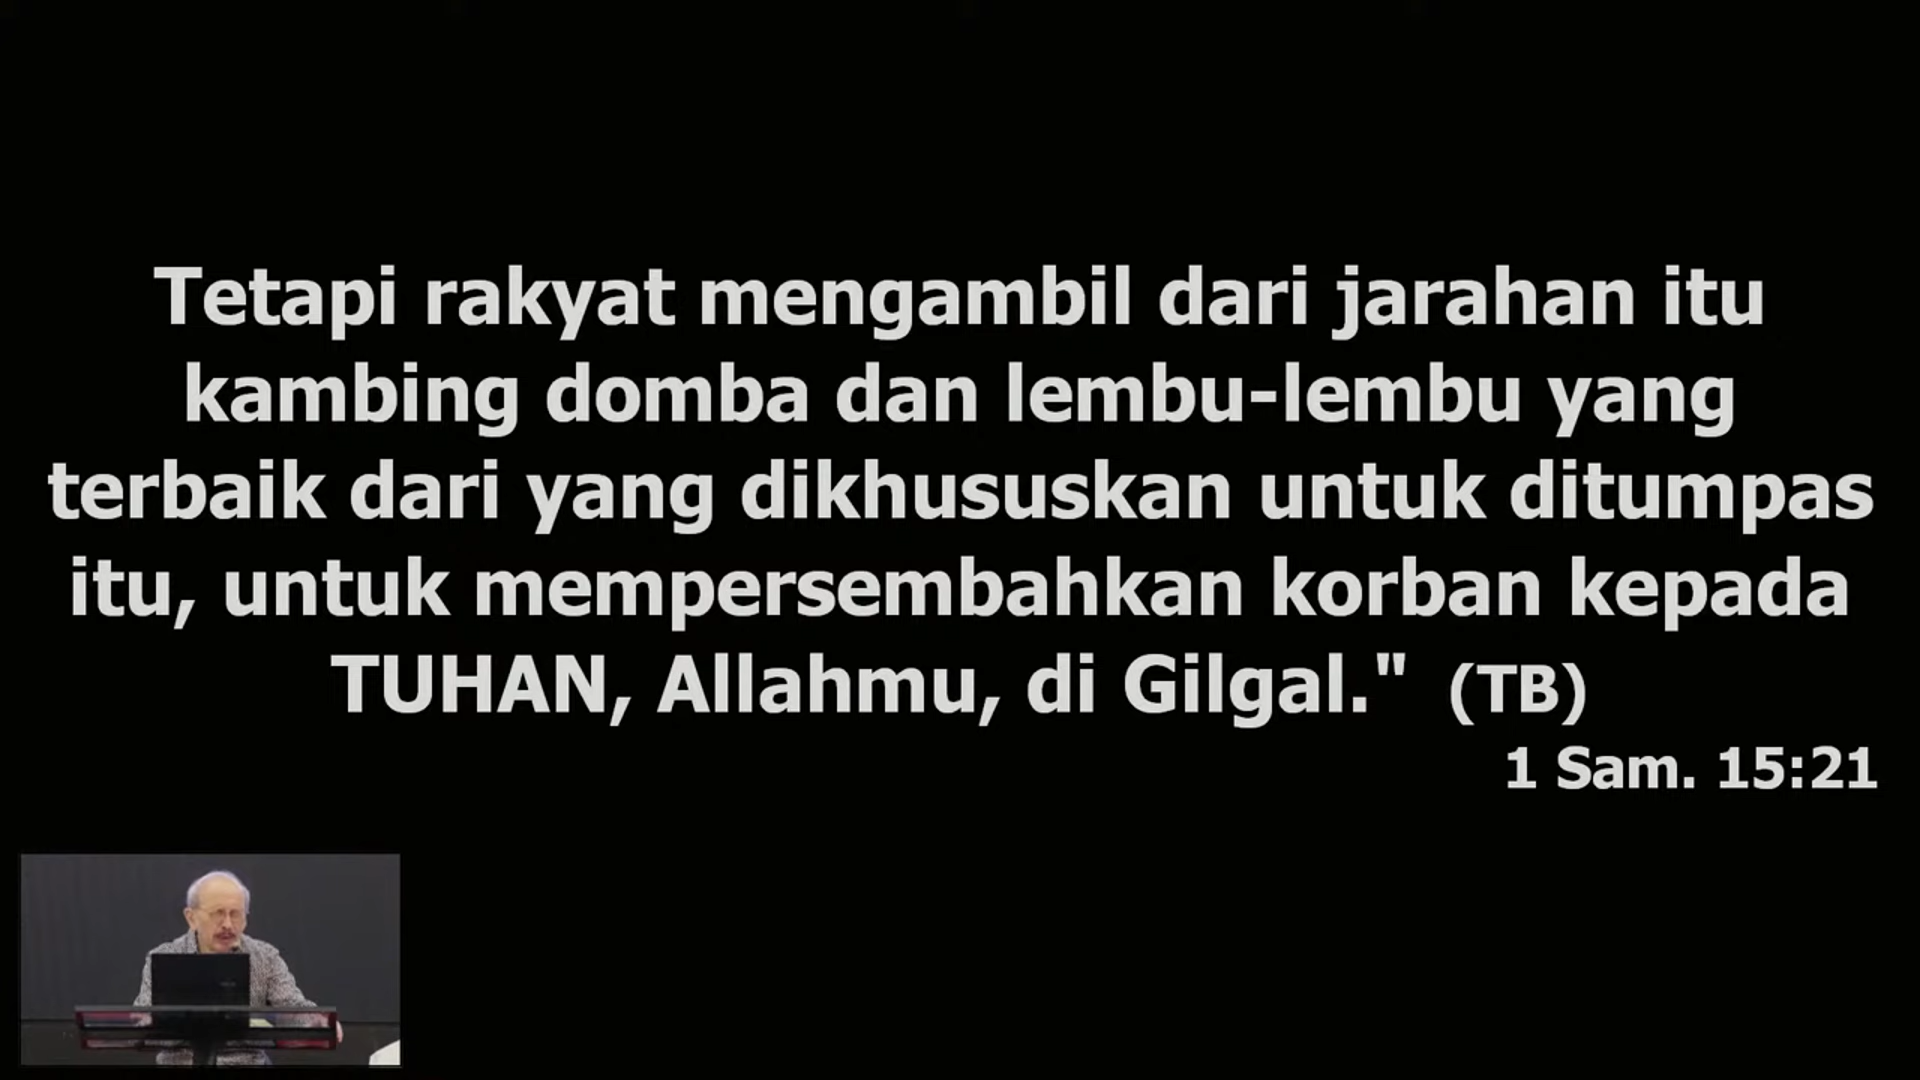 Tetapi rakyat mengambil dari jarahan itu
kambing domba dan lembu-lembu yang
terbaik dari yang dikhususkan untuk ditumpas
itu, untuk mempersembahkan korban kepada
TUHAN, Allahmu, di Gilgal." (TB)
1 Sam. 15:21